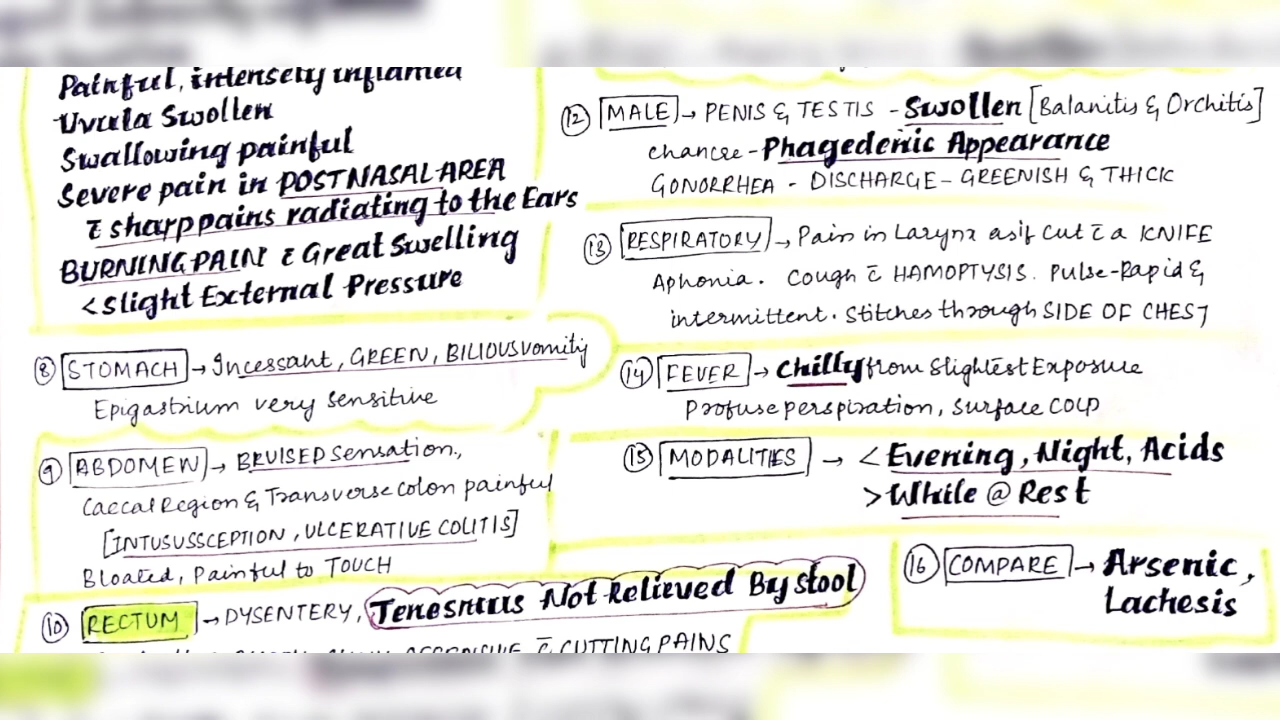 Painful, intensely inflamed
Uvula Swollen
Swallowing painful
Severe pain in POSTNASAL AREA
c̄ sharp pains radiating to the Ears
BURNING PAIN c̄ Great Swelling
< Slight External Pressure
⑧ STOMACH → Incessant, GREEN, BILIOUS vomitig
Epigastrium very sensitive
⑨ ABDOMEN → BRUISED sensation,
Caecal Region & Transverse colon painful
[INTUSUSSCEPTION, ULCERATIVE COLITIS]
Bloated, Painful to TOUCH
⑩ RECTUM → DYSENTERY, Tenesmus Not Relieved By stool
OFFENSIVE c̄ CUTTING PAINS
⑫ MALE → PENIS & TESTIS - Swollen [Balanitis & Orchitis]
chancre - Phagedenic Appearance
GONORRHEA - DISCHARGE - GREENISH & THICK
⑬ RESPIRATORY → Pain in Larynx as if cut c̄ a KNIFE
Aphonia. Cough c̄ HAMOPTYSIS. Pulse-Rapid &
intermittent. Stitches through SIDE OF CHEST
⑭ FEVER → Chilly from Slightest Exposure
Profuse perspiration, Surface COLD
⑮ MODALITIES → < Evening, Night, Acids
> While @ Rest
⑯ COMPARE → Arsenic,
Lachesis